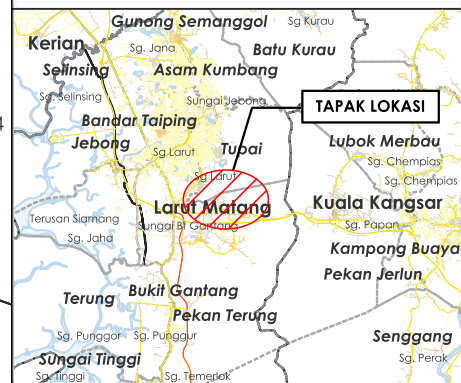 Gunong Semanggol
Sg Kurau
Kerian
Sg. Jana
Batu Kurau
Selinsing
Asam Kumbang
Sg. Selinsing
Sungai Jebong
TAPAK LOKASI
Bandar Taiping
Jebong
Sg Larut
Tupai
Lubok Merbau
Sg. Chempias
Sg Larut
Sg. Chempias
Larut Matang
Kuala Kangsar
Terusan Siamang
Sungai Bt Gantang
Sg. Papan
Sg. Jaha
Kampong Buaya
Pekan Jerlun
Terung
Bukit Gantang
Pekan Terung
Sg. Punggor
Sg. Punggur
Senggang
Sungai Tinggi
Sg. Perak
Sg. Tinggi
Sg. Temerlok
4